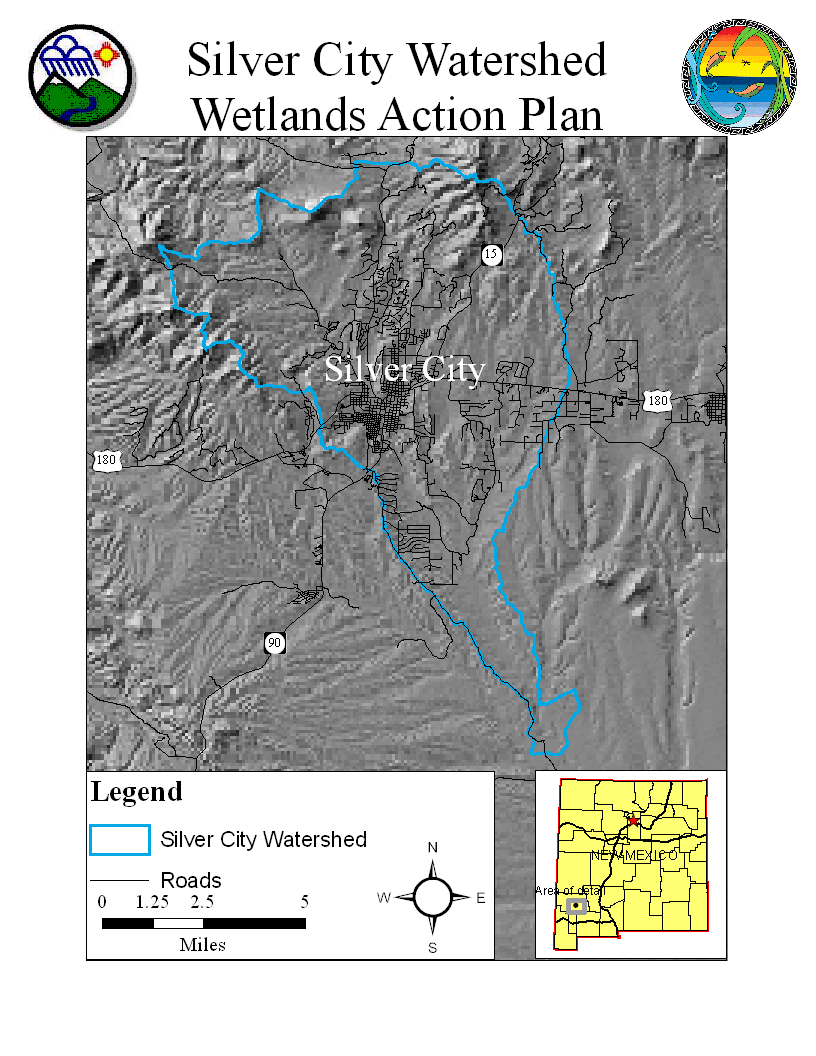 Silver City Watershed
Wetlands Action Plan
15
Silver City
180
180
90
Legend
Silver City Watershed
Roads
0 1.25 2.5 5
Miles
N
W E
S
NEW MEXICO
Area of detail